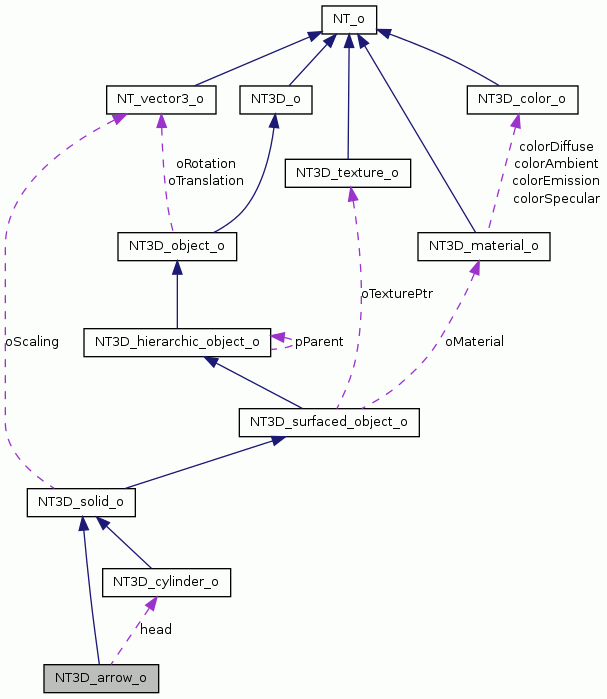 NT_o
NT_vector3_o
NT3D_o
NT3D_color_o
NT3D_texture_o
oRotation
oTranslation
colorDiffuse
colorAmbient
colorEmission
colorSpecular
NT3D_object_o
NT3D_material_o
oTexturePtr
oScaling
NT3D_hierarchic_object_o
pParent
oMaterial
NT3D_surfaced_object_o
NT3D_solid_o
NT3D_cylinder_o
head
NT3D_arrow_o